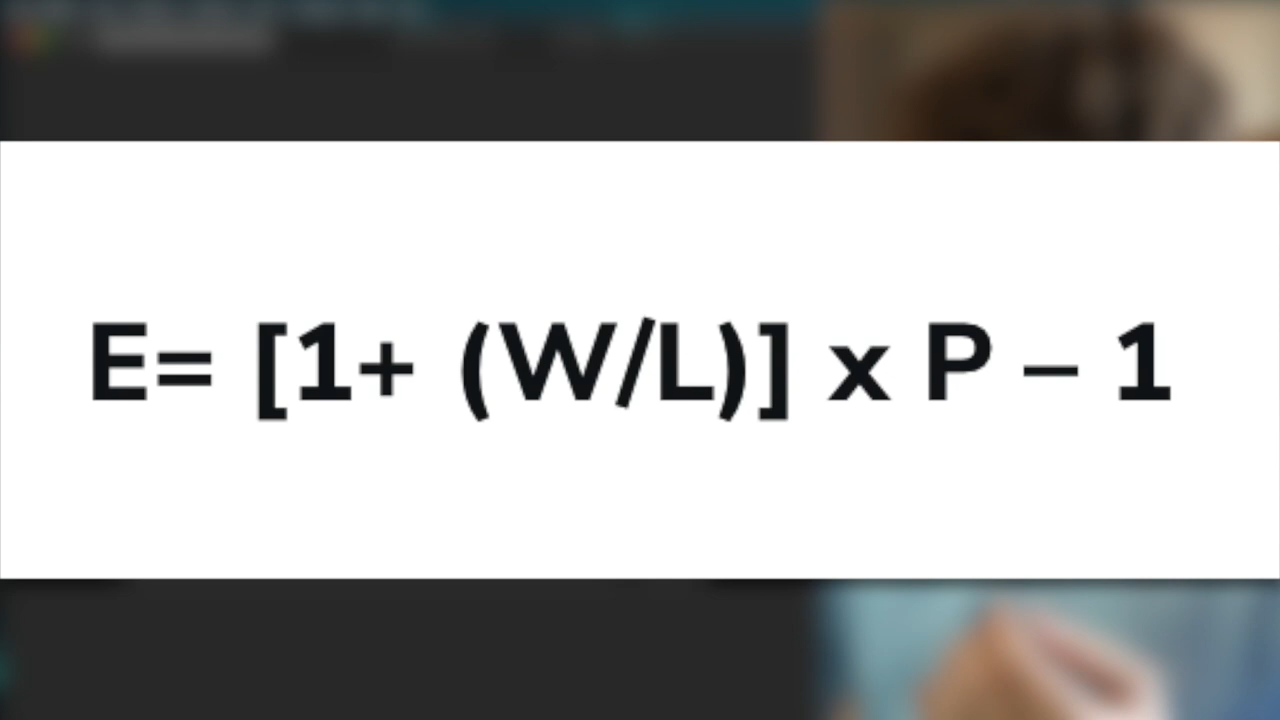 E= [1+ (W/L)] x P – 1